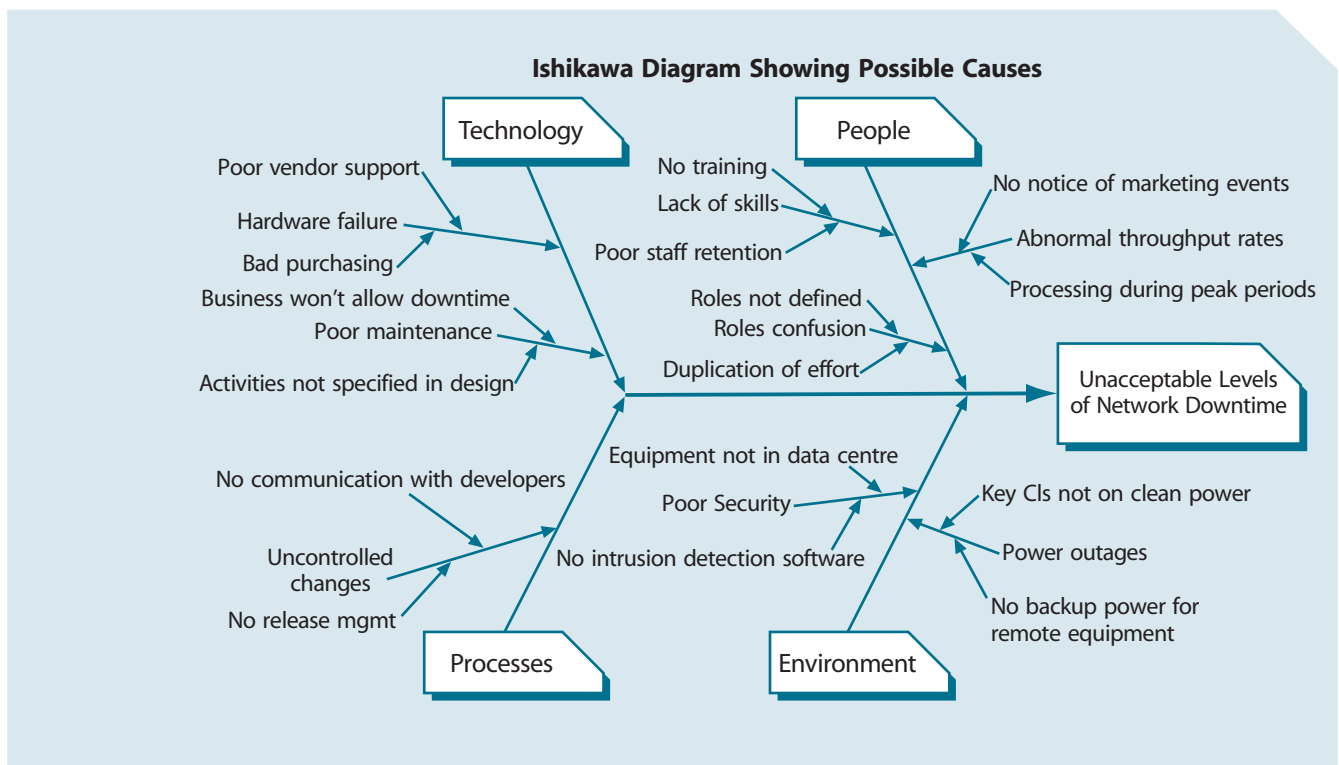 Ishikawa Diagram Showing Possible Causes
Technology
People
Poor vendor support
Hardware failure
Bad purchasing
Business won't allow downtime
Poor maintenance
Activities not specified in design
No training
Lack of skills
Poor staff retention
No notice of marketing events
Abnormal throughput rates
Processing during peak periods
Roles not defined
Roles confusion
Duplication of effort
Unacceptable Levels
of Network Downtime
No communication with developers
Uncontrolled
changes
No release mgmt
Equipment not in data centre
Poor Security
No intrusion detection software
Key CIs not on clean power
Power outages
No backup power for
remote equipment
Processes
Environment